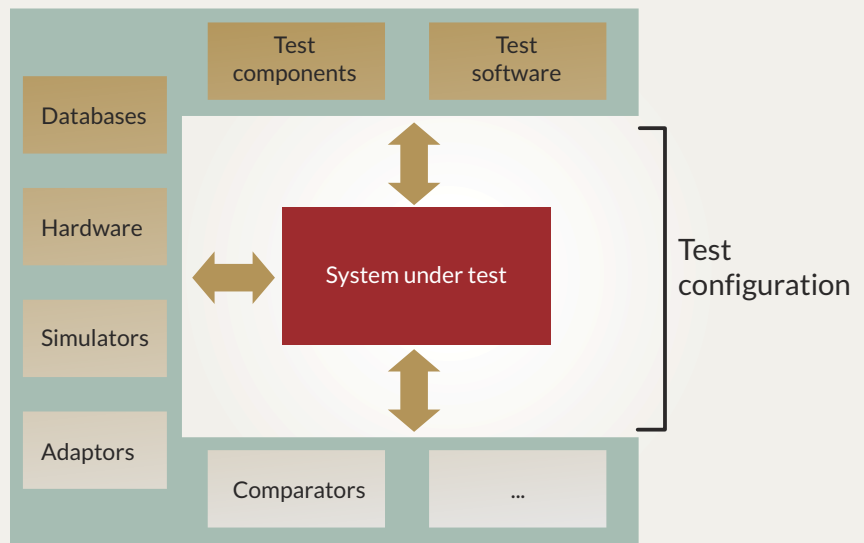 Test
components
Test
software
Databases
Hardware
Simulators
Adaptors
System under test
Test
configuration
Comparators
...